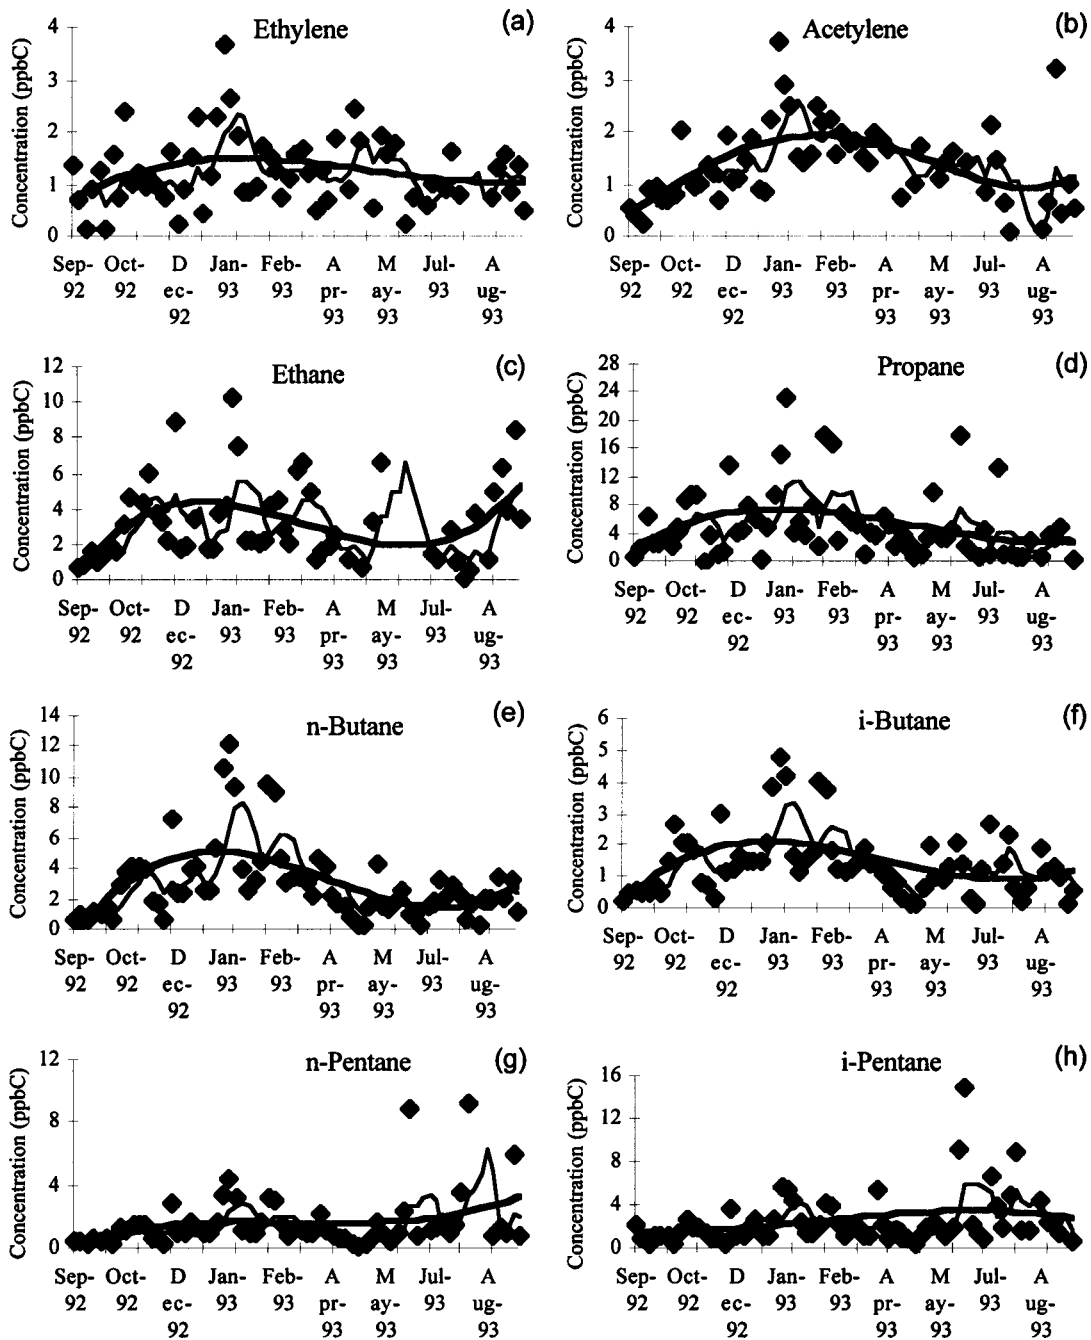 Ethylene (a)
Concentration (ppbC)
4
3
2
1
0
Sep- Oct- D Jan- Feb- A M Jul- A
92 92 ec- 93 93 pr- ay- 93 ug-
92 93 93 93
Acetylene (b)
Concentration (ppbC)
4
3
2
1
0
Sep- Oct- D Jan- Feb- A M Jul- A
92 92 ec- 93 93 pr- ay- 93 ug-
92 93 93 93
Ethane (c)
Concentration (ppbC)
12
10
8
6
4
2
0
Sep- Oct- D Jan- Feb- A M Jul- A
92 92 ec- 93 93 pr- ay- 93 ug-
92 93 93 93
Propane (d)
Concentration (ppbC)
28
24
20
16
12
8
4
0
Sep- Oct- D Jan- Feb- A M Jul- A
92 92 ec- 93 93 pr- ay- 93 ug-
92 93 93 93
n-Butane (e)
Concentration (ppbC)
14
12
10
8
6
4
2
0
Sep- Oct- D Jan- Feb- A M Jul- A
92 92 ec- 93 93 pr- ay- 93 ug-
92 93 93 93
i-Butane (f)
Concentration (ppbC)
6
5
4
3
2
1
0
Sep- Oct- D Jan- Feb- A M Jul- A
92 92 ec- 93 93 pr- ay- 93 ug-
92 93 93 93
n-Pentane (g)
Concentration (ppbC)
12
8
4
0
Sep- Oct- D Jan- Feb- A M Jul- A
92 92 ec- 93 93 pr- ay- 93 ug-
92 93 93 93
i-Pentane (h)
Concentration (ppbC)
16
12
8
4
0
Sep- Oct- D Jan- Feb- A M Jul- A
92 92 ec- 93 93 pr- ay- 93 ug-
92 93 93 93